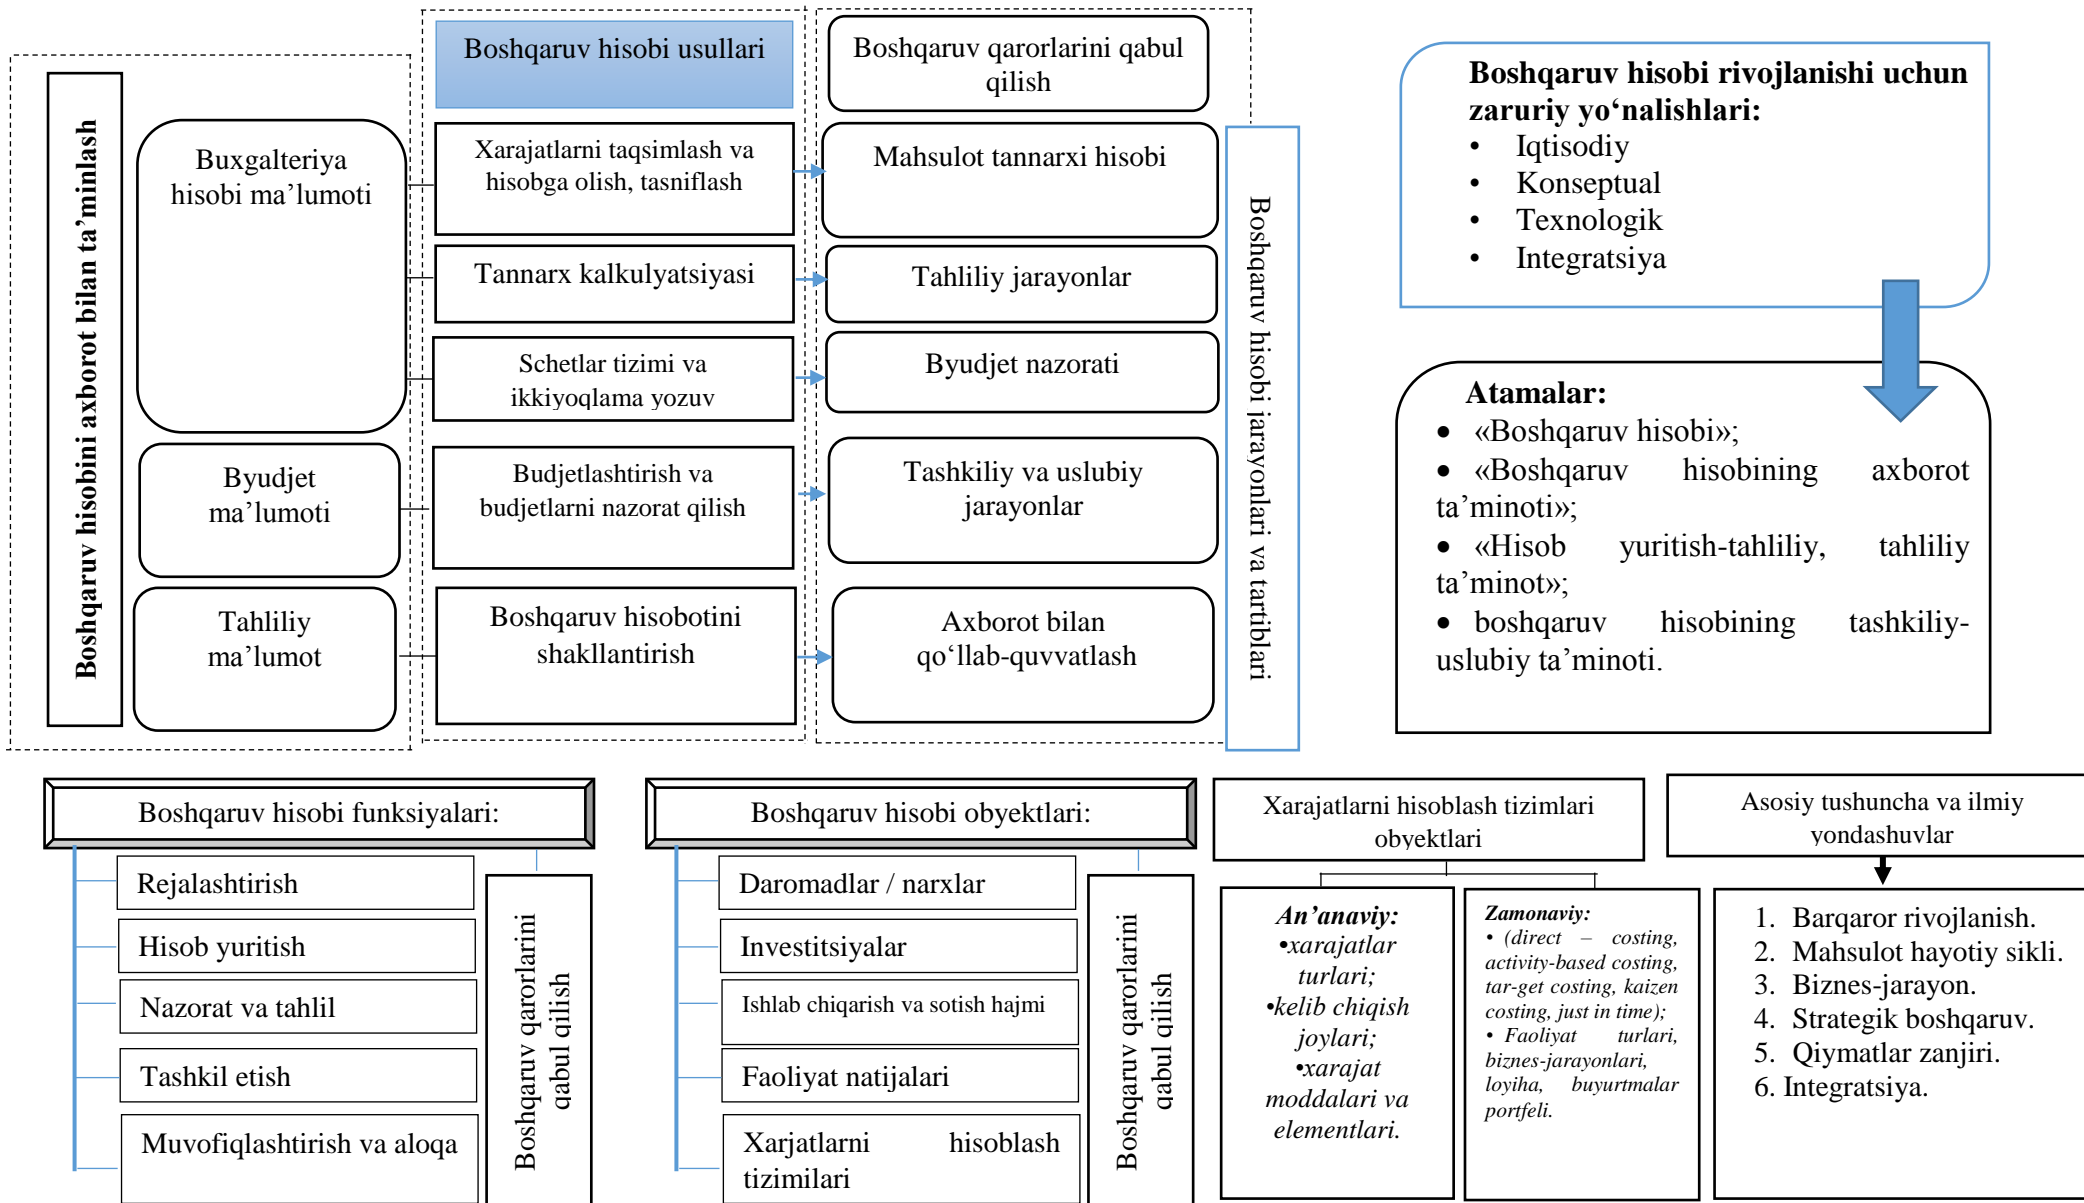 Boshqaruv hisobini axborot bilan ta’minlash
Buxgalteriya
hisobi ma’lumoti
Byudjet
ma’lumoti
Tahliliy
ma’lumot
Boshqaruv hisobi usullari
Xarajatlarni taqsimlash va
hisobga olish, tasniflash
Tannarx kalkulyatsiyasi
Schetlar tizimi va
ikkiyoqlama yozuv
Budjetlashtirish va
budjetlarni nazorat qilish
Boshqaruv hisobotini
shakllantirish
Boshqaruv qarorlarini qabul
qilish
Mahsulot tannarxi hisobi
Tahliliy jarayonlar
Byudjet nazorati
Tashkiliy va uslubiy
jarayonlar
Axborot bilan
qo‘llab-quvvatlash
Boshqaruv hisobi jarayonlari va tartiblari
Boshqaruv hisobi rivojlanishi uchun
zaruriy yo‘nalishlari:
• Iqtisodiy
• Konseptual
• Texnologik
• Integratsiya
Atamalar:
• «Boshqaruv hisobi»;
• «Boshqaruv hisobining axborot
ta’minoti»;
• «Hisob yuritish-tahliliy, tahliliy
ta’minot»;
• boshqaruv hisobining tashkiliy-
uslubiy ta’minoti.
Boshqaruv hisobi funksiyalari:
Rejalashtirish
Hisob yuritish
Nazorat va tahlil
Tashkil etish
Muvofiqlashtirish va aloqa
Boshqaruv qarorlarini
qabul qilish
Boshqaruv hisobi obyektlari:
Daromadlar / narxlar
Investitsiyalar
Ishlab chiqarish va sotish hajmi
Faoliyat natijalari
Xarjatlarni hisoblash
tizimilari
Boshqaruv qarorlarini
qabul qilish
Xarajatlarni hisoblash tizimlari
obyektlari
An’anaviy:
•xarajatlar
turlari;
•kelib chiqish
joylari;
•xarajat
moddalari va
elementlari.
Zamonaviy:
• (direct – costing,
activity-based costing,
tar-get costing, kaizen
costing, just in time);
• Faoliyat turlari,
biznes-jarayonlari,
loyiha, buyurtmalar
portfeli.
Asosiy tushuncha va ilmiy
yondashuvlar
1. Barqaror rivojlanish.
2. Mahsulot hayotiy sikli.
3. Biznes-jarayon.
4. Strategik boshqaruv.
5. Qiymatlar zanjiri.
6. Integratsiya.